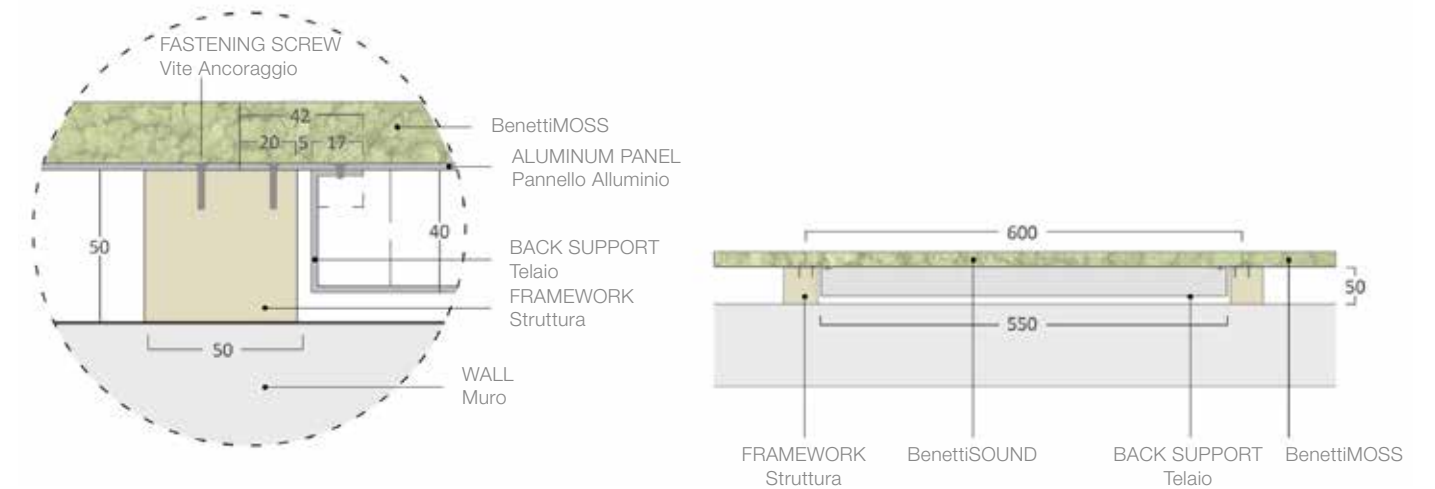 FASTENING SCREW
Vite Ancoraggio
42
20 5 17
BenettiMOSS
ALUMINUM PANEL
Pannello Alluminio
50
40
BACK SUPPORT
Telaio
FRAMEWORK
Struttura
50
WALL
Muro
600
50
550
FRAMEWORK
Struttura
BenettiSOUND
BACK SUPPORT
Telaio
BenettiMOSS